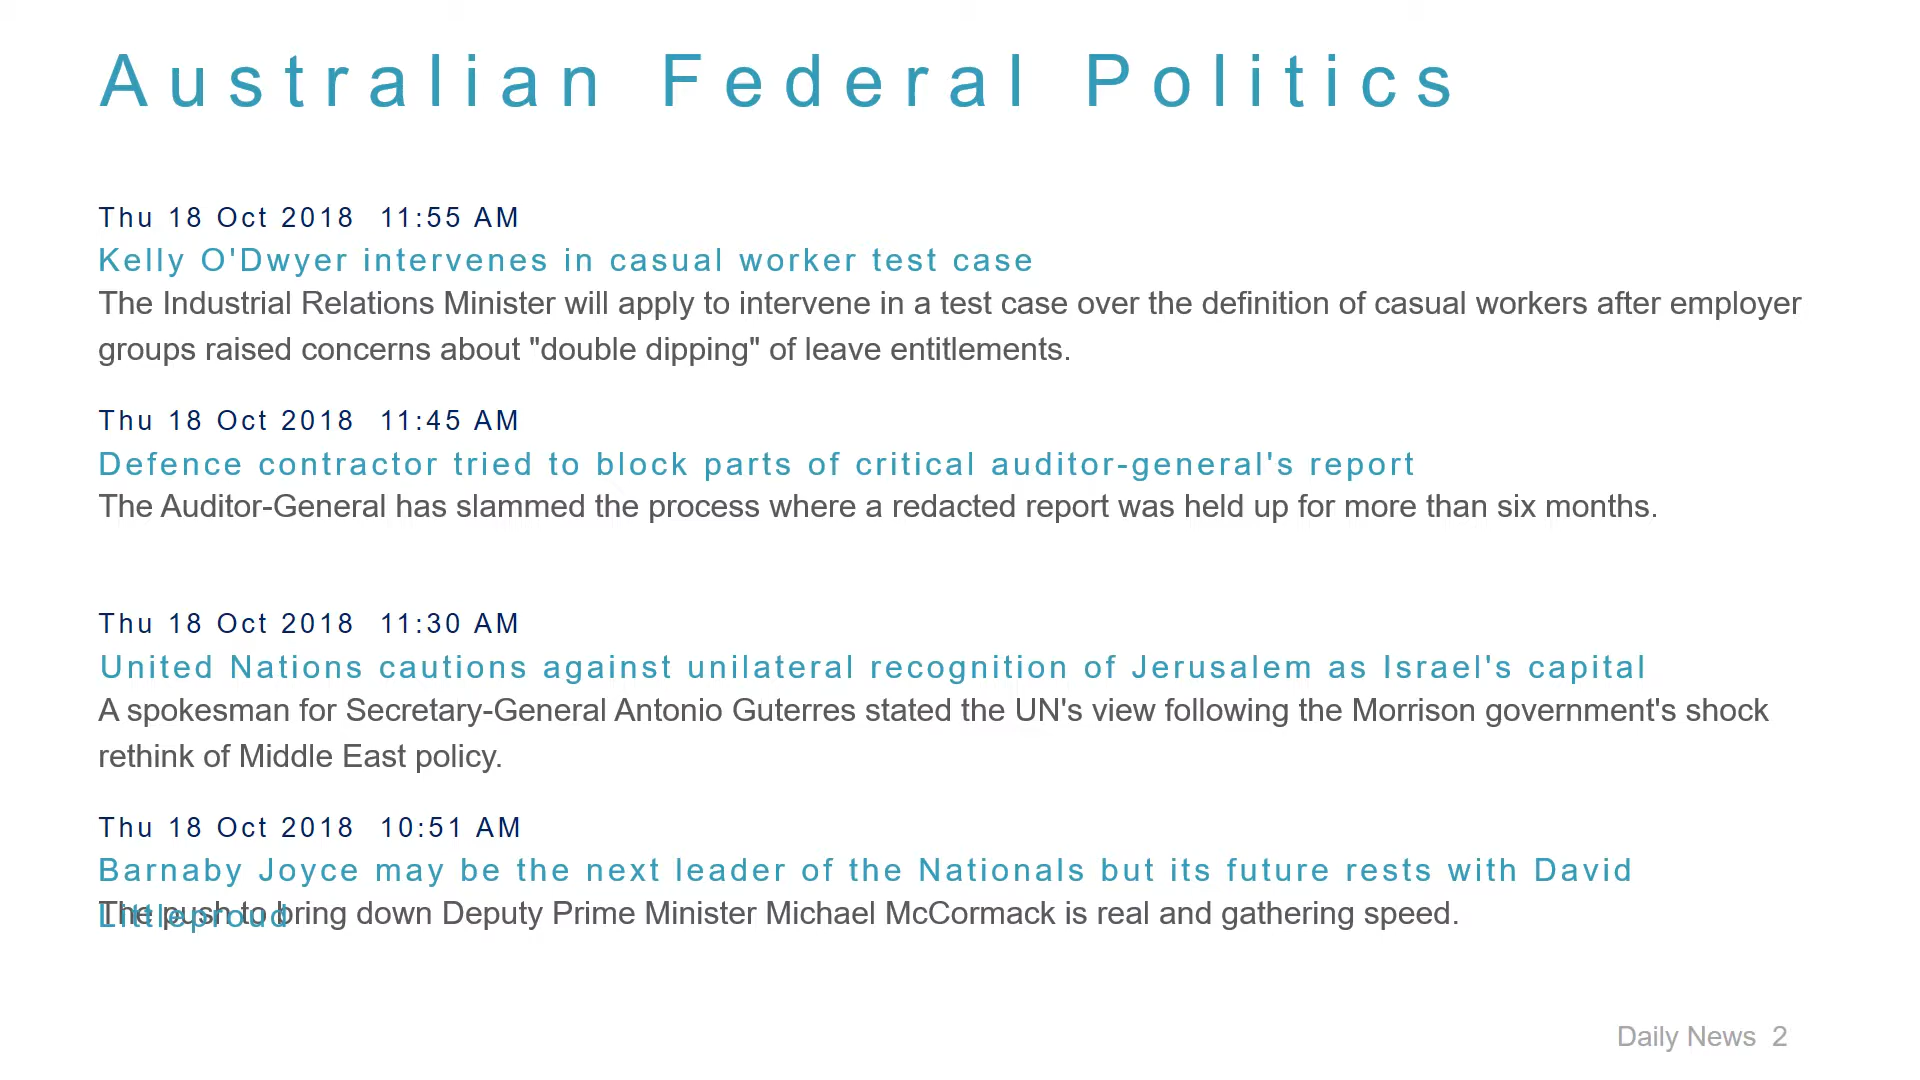 Australian Federal Politics
Thu 18 Oct 2018 11:55 AM
Kelly O'Dwyer intervenes in casual worker test case
The Industrial Relations Minister will apply to intervene in a test case over the definition of casual workers after employer
groups raised concerns about "double dipping" of leave entitlements.
Thu 18 Oct 2018 11:45 AM
Defence contractor tried to block parts of critical auditor-general's report
The Auditor-General has slammed the process where a redacted report was held up for more than six months.
Thu 18 Oct 2018 11:30 AM
United Nations cautions against unilateral recognition of Jerusalem as Israel's capital
A spokesman for Secretary-General Antonio Guterres stated the UN's view following the Morrison government's shock
rethink of Middle East policy.
Thu 18 Oct 2018 10:51 AM
Barnaby Joyce may be the next leader of the Nationals but its future rests with David
Littleproud
The push to bring down Deputy Prime Minister Michael McCormack is real and gathering speed.
Daily News 2